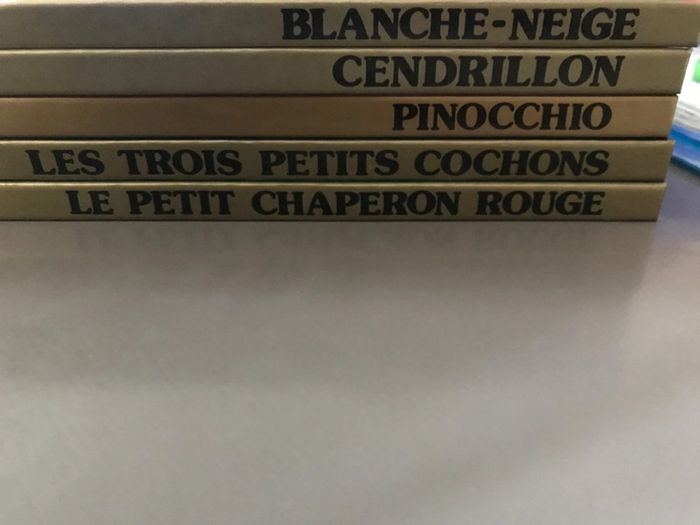 BLANCHE-NEIGE
CENDRILLON
PINOCCHIO
LES TROIS PETITS COCHONS
LE PETIT CHAPERON ROUGE